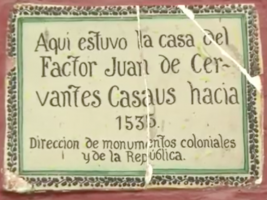 Aqui estuvo la casa del
Factor Juan de Cer-
vantes Casaus hacia
1535.
Direccion de monumentos coloniales
y de la República.